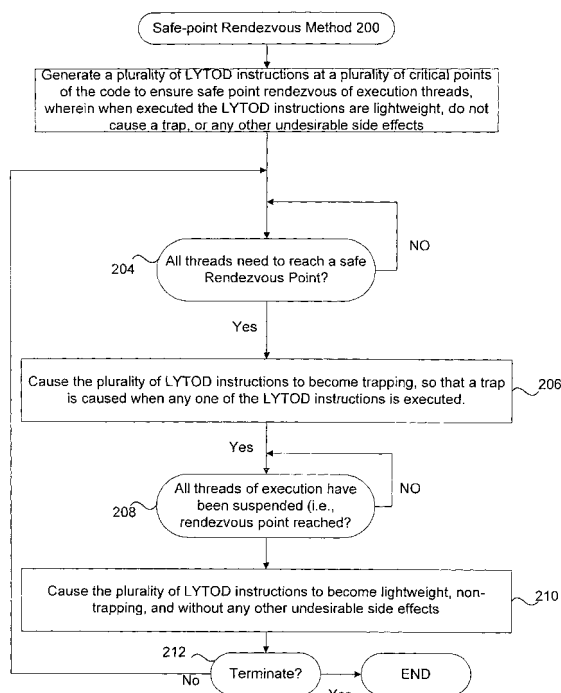 Safe-point Rendezvous Method 200
Generate a plurality of LYTOD instructions at a plurality of critical points
of the code to ensure safe point rendezvous of execution threads,
wherein when executed the LYTOD instructions are lightweight, do not
cause a trap, or any other undesirable side effects
NO
204
All threads need to reach a safe
Rendezvous Point?
Yes
Cause the plurality of LYTOD instructions to become trapping, so that a trap
is caused when any one of the LYTOD instructions is executed.
206
Yes
NO
208
All threads of execution have
been suspended (i.e.,
rendezvous point reached?
Cause the plurality of LYTOD instructions to become lightweight, non-
trapping, and without any other undesirable side effects
210
212
No
Terminate?
Yes
END